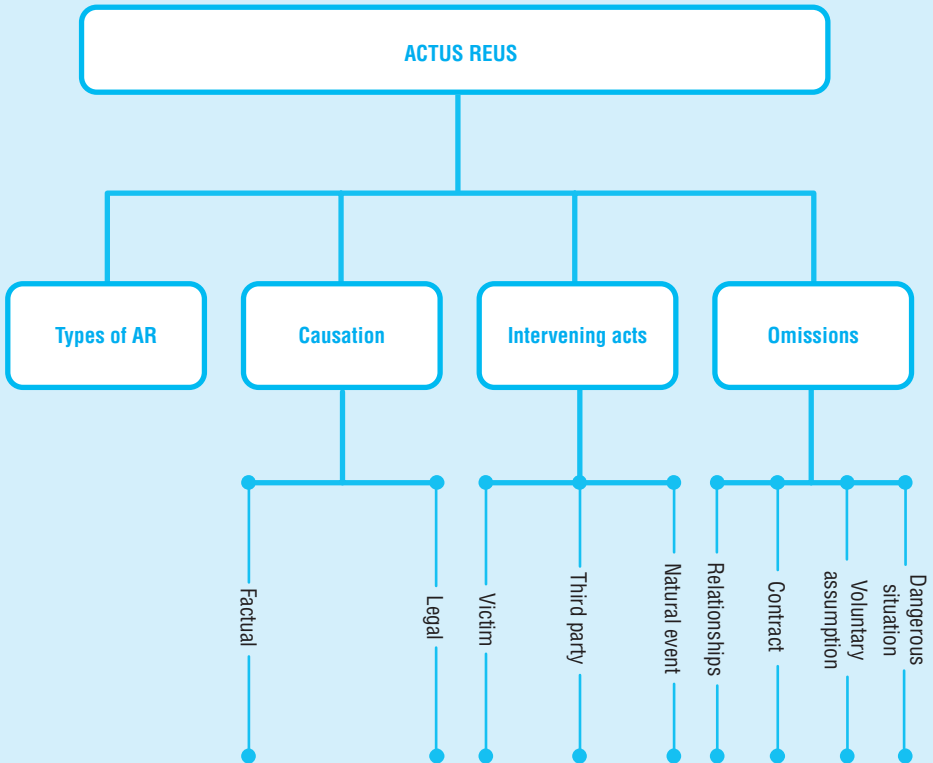 ACTUS REUS
Types of AR
Causation
Intervening acts
Omissions
Factual
Legal
Victim
Third party
Natural event
Relationships
Contract
Voluntary
assumption
Dangerous
situation